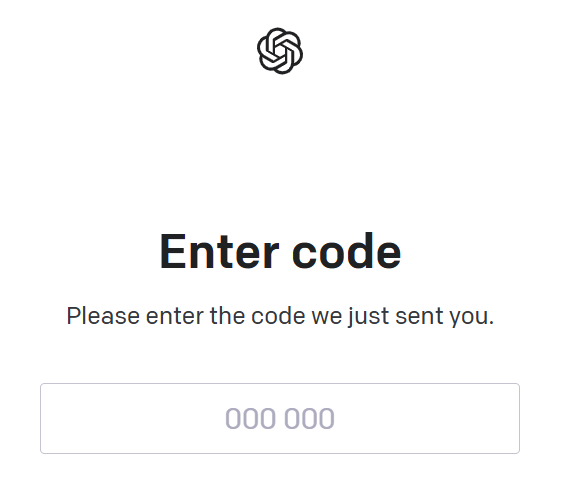 Enter code
Please enter the code we just sent you.
000 000